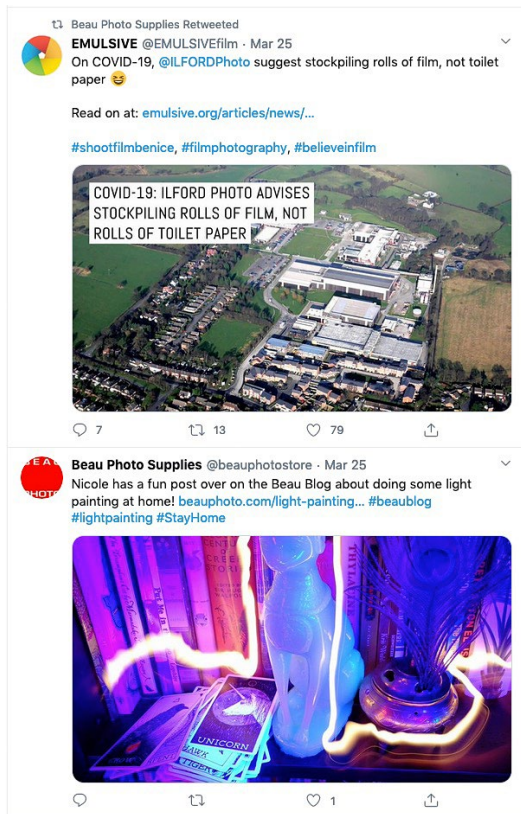 Beau Photo Supplies Retweeted
EMULSIVE @EMULSIVEfilm · Mar 25
On COVID-19, @ILFORDPhoto suggest stockpiling rolls of film, not toilet
paper 😆
Read on at: emulsive.org/articles/news/...
#shootfilmbenice, #filmphotography, #believeinfilm
COVID-19: ILFORD PHOTO ADVISES
STOCKPILING ROLLS OF FILM, NOT
ROLLS OF TOILET PAPER
7
13
79
Beau Photo Supplies @beauphotostore · Mar 25
Nicole has a fun post over on the Beau Blog about doing some light
painting at home! beauphoto.com/light-painting... #beaublog
#lightpainting #StayHome
UNICORN
HAWK
TIGER
1